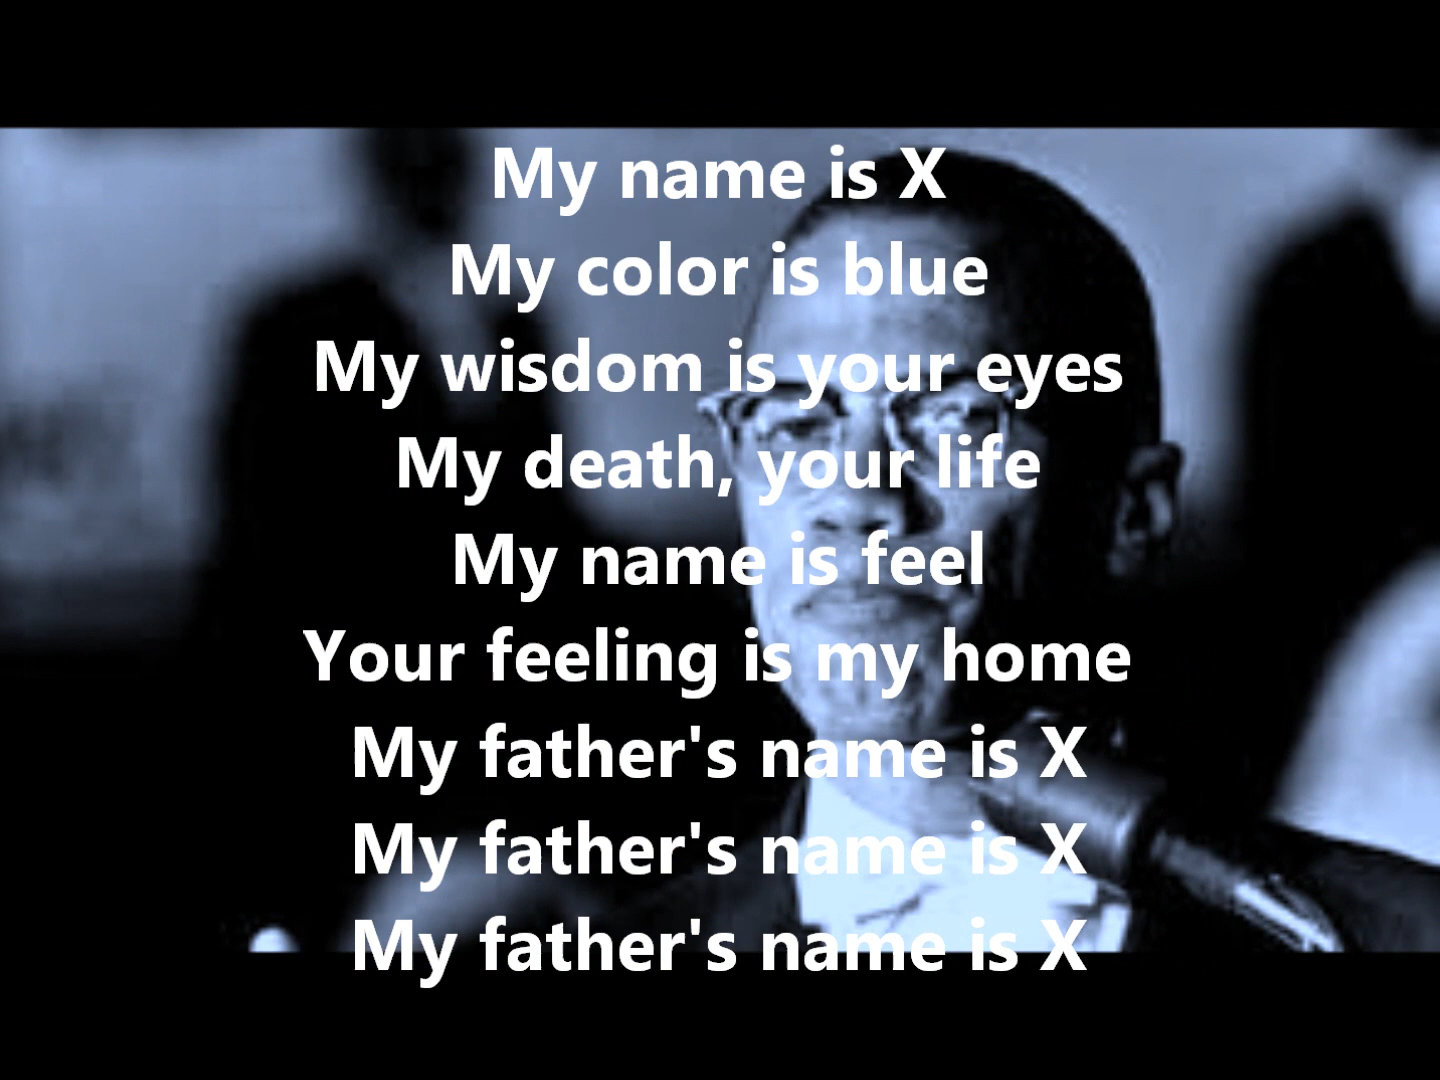 My name is X
My color is blue
My wisdom is your eyes
My death, your life
My name is feel
Your feeling is my home
My father's name is X
My father's name is X
My father's name is X